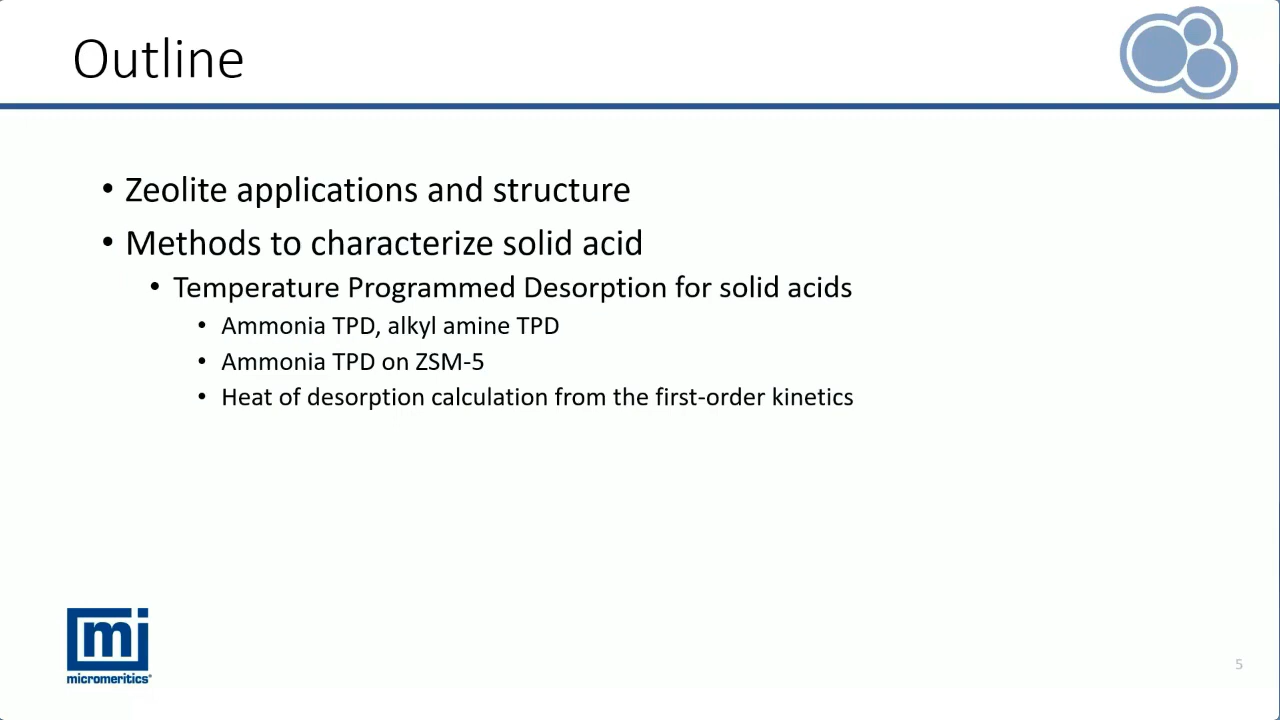 Outline
• Zeolite applications and structure
• Methods to characterize solid acid
• Temperature Programmed Desorption for solid acids
• Ammonia TPD, alkyl amine TPD
• Ammonia TPD on ZSM-5
• Heat of desorption calculation from the first-order kinetics
mi
micromeritics®
5